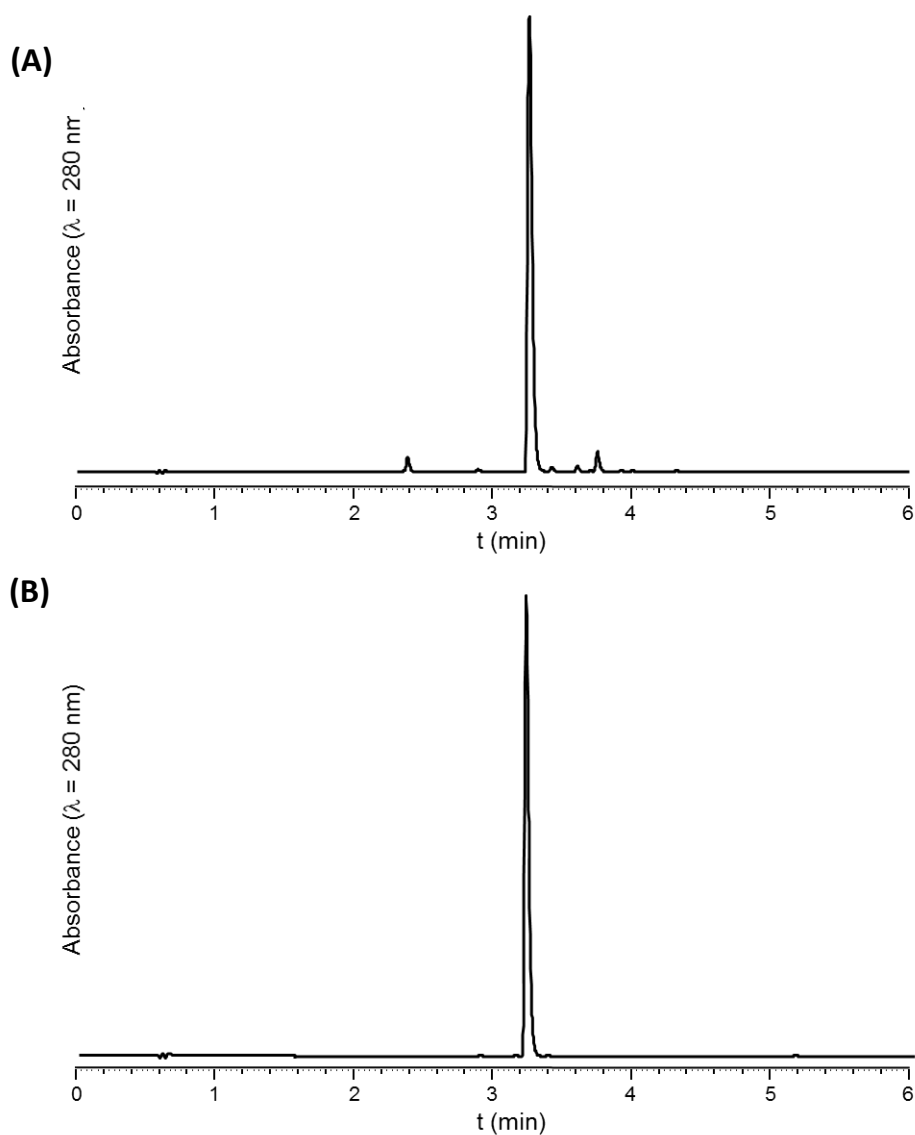 (A)
Absorbance (λ = 280 nm
0 1 2 3 4 5 6
t (min)
(B)
Absorbance (λ = 280 nm)
0 1 2 3 4 5 6
t (min)